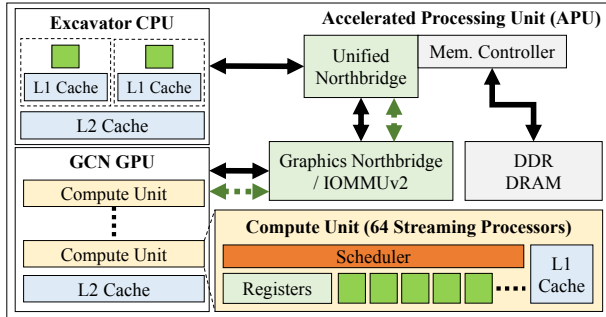 Excavator CPU
L1 Cache
L1 Cache
L2 Cache
GCN GPU
Compute Unit
Compute Unit
L2 Cache
Accelerated Processing Unit (APU)
Unified
Northbridge
Mem. Controller
Graphics Northbridge
/ IOMMUv2
DDR
DRAM
Compute Unit (64 Streaming Processors)
Scheduler
Registers
L1
Cache